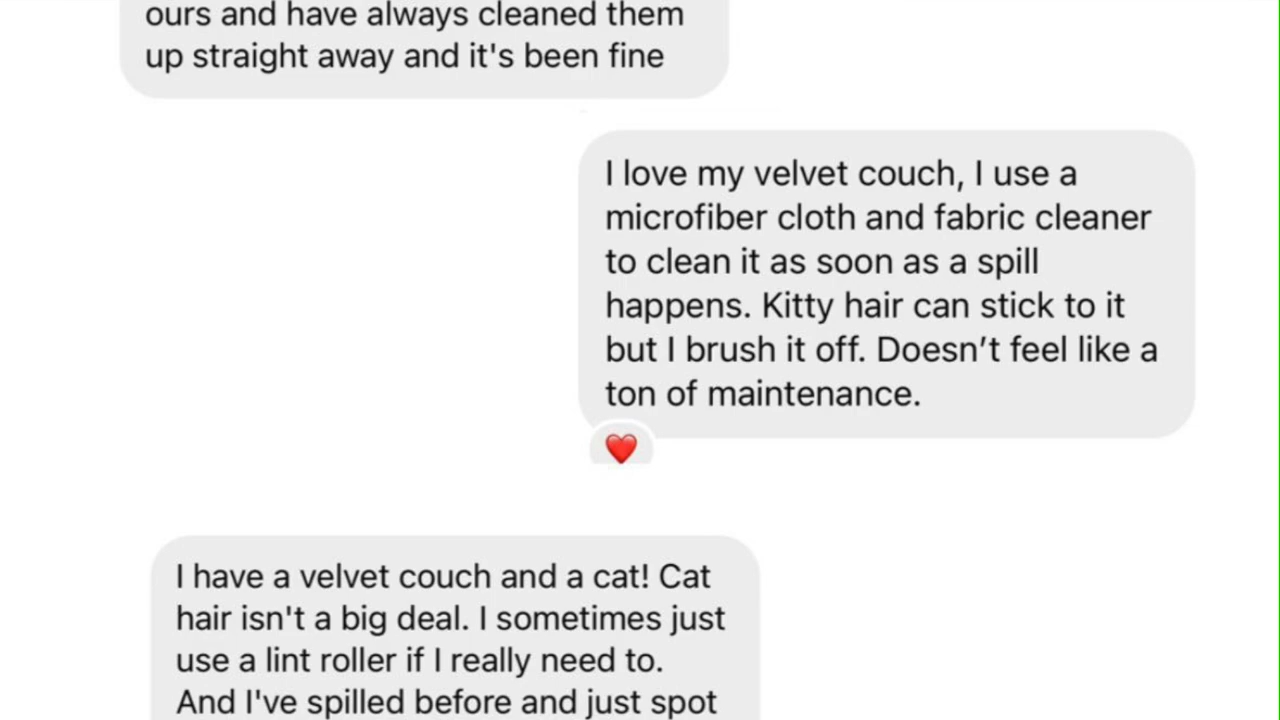 ours and have always cleaned them
up straight away and it's been fine
I love my velvet couch, I use a
microfiber cloth and fabric cleaner
to clean it as soon as a spill
happens. Kitty hair can stick to it
but I brush it off. Doesn’t feel like a
ton of maintenance.
I have a velvet couch and a cat! Cat
hair isn't a big deal. I sometimes just
use a lint roller if I really need to.
And I've spilled before and just spot